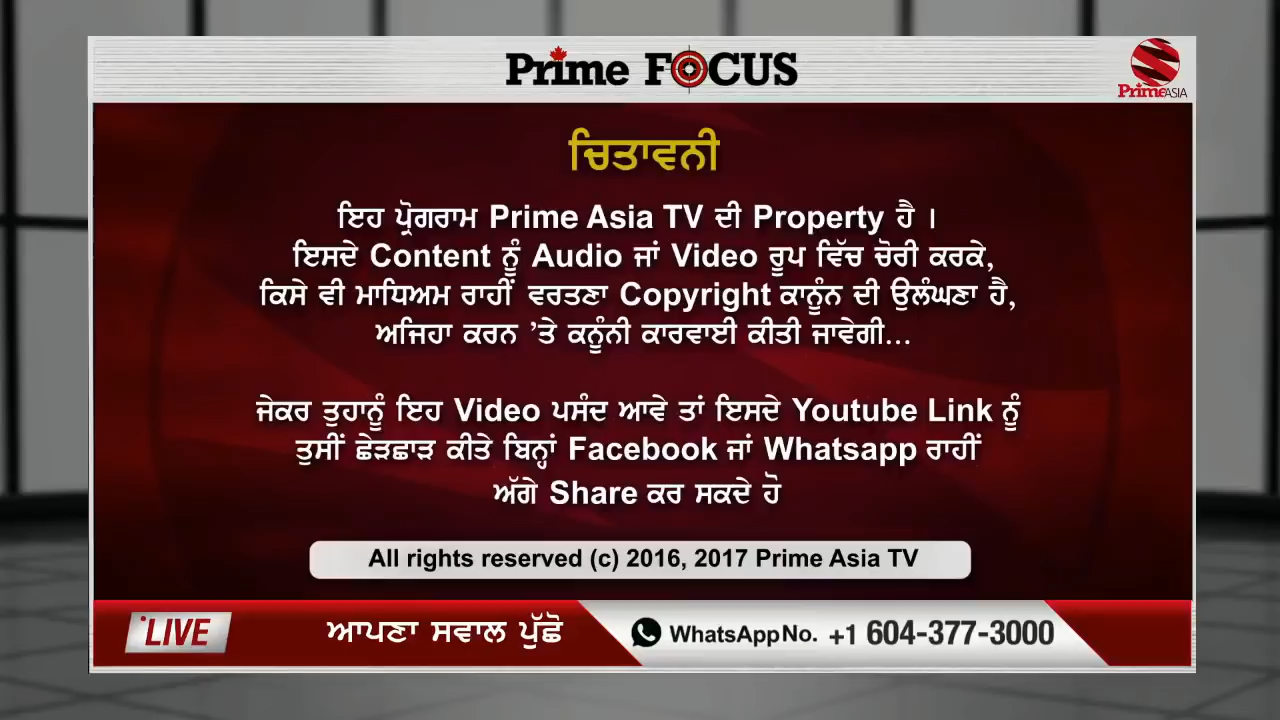 Prime FOCUS
PrimeASIA
ਚਿਤਾਵਨੀ
ਇਹ ਪ੍ਰੋਗਰਾਮ Prime Asia TV ਦੀ Property ਹੈ ।
ਇਸਦੇ Content ਨੂੰ Audio ਜਾਂ Video ਰੂਪ ਵਿੱਚ ਚੋਰੀ ਕਰਕੇ,
ਕਿਸੇ ਵੀ ਮਾਧਿਅਮ ਰਾਹੀਂ ਵਰਤਣਾ Copyright ਕਾਨੂੰਨ ਦੀ ਉਲੰਘਣਾ ਹੈ,
ਅਜਿਹਾ ਕਰਨ ’ਤੇ ਕਨੂੰਨੀ ਕਾਰਵਾਈ ਕੀਤੀ ਜਾਵੇਗੀ...
ਜੇਕਰ ਤੁਹਾਨੂੰ ਇਹ Video ਪਸੰਦ ਆਵੇ ਤਾਂ ਇਸਦੇ Youtube Link ਨੂੰ
ਤੁਸੀਂ ਛੇੜਛਾੜ ਕੀਤੇ ਬਿਨ੍ਹਾਂ Facebook ਜਾਂ Whatsapp ਰਾਹੀਂ
ਅੱਗੇ Share ਕਰ ਸਕਦੇ ਹੋ
All rights reserved (c) 2016, 2017 Prime Asia TV
LIVE ਆਪਣਾ ਸਵਾਲ ਪੁੱਛੋ WhatsApp No. +1 604-377-3000